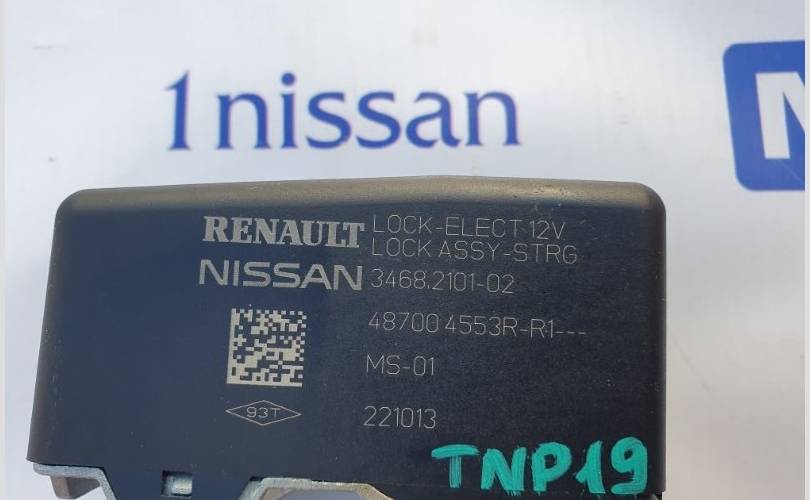 1nissan
N
RENAULT LOCK-ELECT 12V
LOCK ASSY-STRG
NISSAN 3468.2101-02
48700 4553R-R1---
MS-01
93T 221013
TNP19